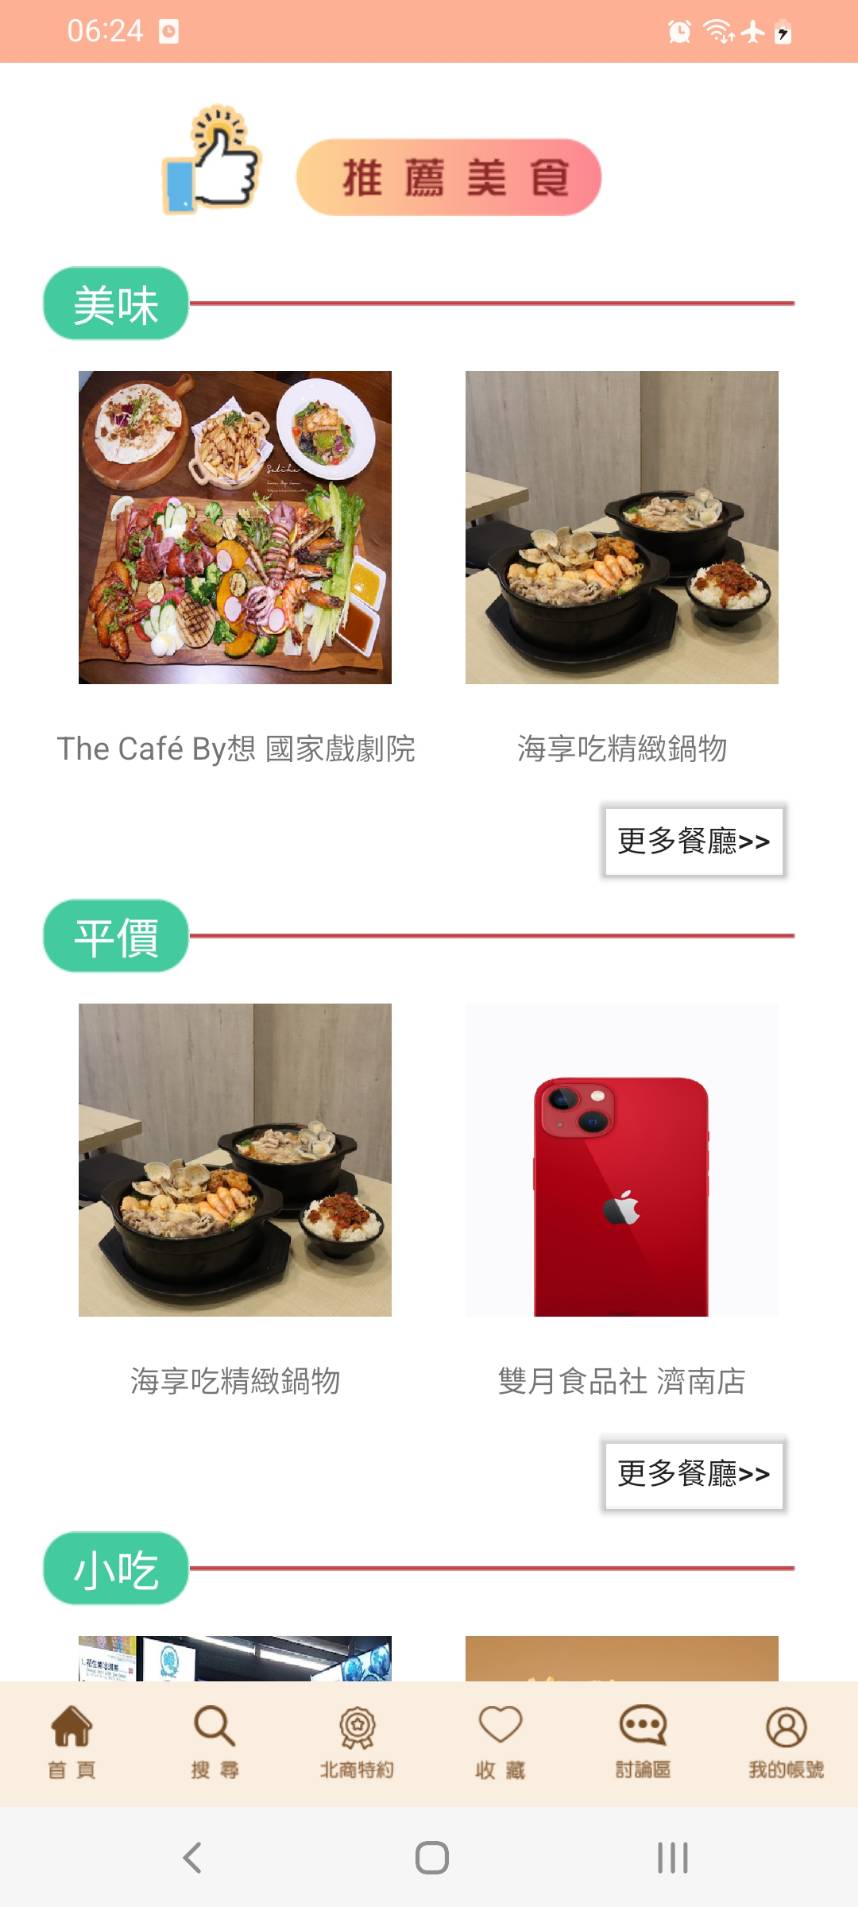 06:24
推薦美食
美味
The Café By想 國家戲劇院
海享吃精緻鍋物
更多餐廳>>
平價
海享吃精緻鍋物
雙月食品社 濟南店
更多餐廳>>
小吃
首頁
搜尋
北商特約
收藏
討論區
我的帳號